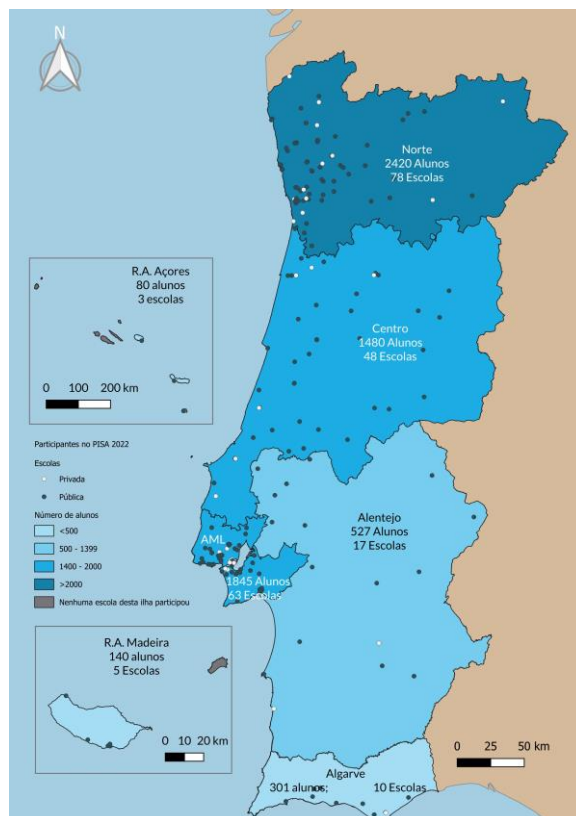 N
Norte
2420 Alunos
78 Escolas
R.A. Açores
80 alunos
3 escolas
0 100 200 km
Centro
1480 Alunos
48 Escolas
Participantes no PISA 2022
Escolas
Privada
Pública
Número de alunos
<500
500 - 1399
1400 - 2000
>2000
Nenhuma escola desta ilha participou
Alentejo
527 Alunos
17 Escolas
AML
1845 Alunos
63 Escolas
R.A. Madeira
140 alunos
5 Escolas
0 10 20 km
0 25 50 km
Algarve
301 alunos; 10 Escolas